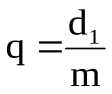 q = d₁/m